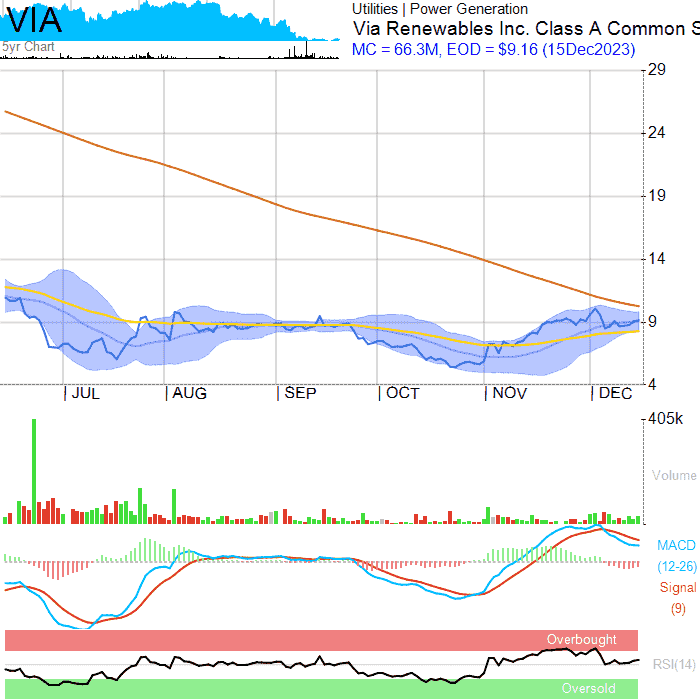 VIA
5yr Chart
Utilities | Power Generation
Via Renewables Inc. Class A Common S
MC = 66.3M, EOD = $9.16 (15Dec2023)
29
24
19
14
9
4
JUL
AUG
SEP
OCT
NOV
DEC
405k
Volume
MACD
(12-26)
Signal
(9)
Overbought
RSI(14)
Oversold